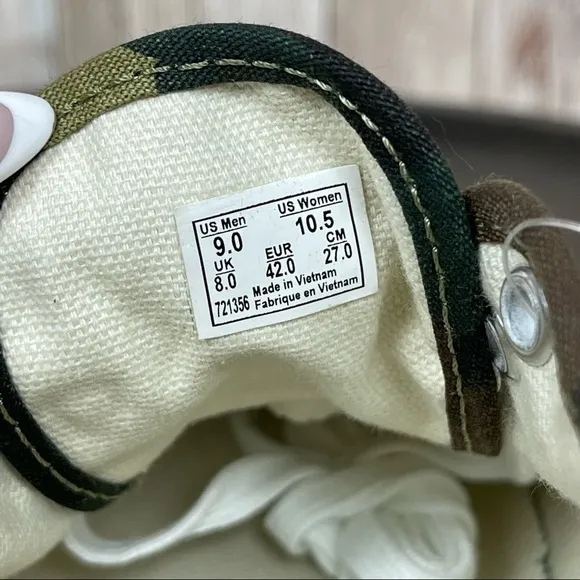 US Men US Women
9.0 10.5
UK EUR CM
8.0 42.0 27.0
Made in Vietnam
721356 Fabrique en Vietnam